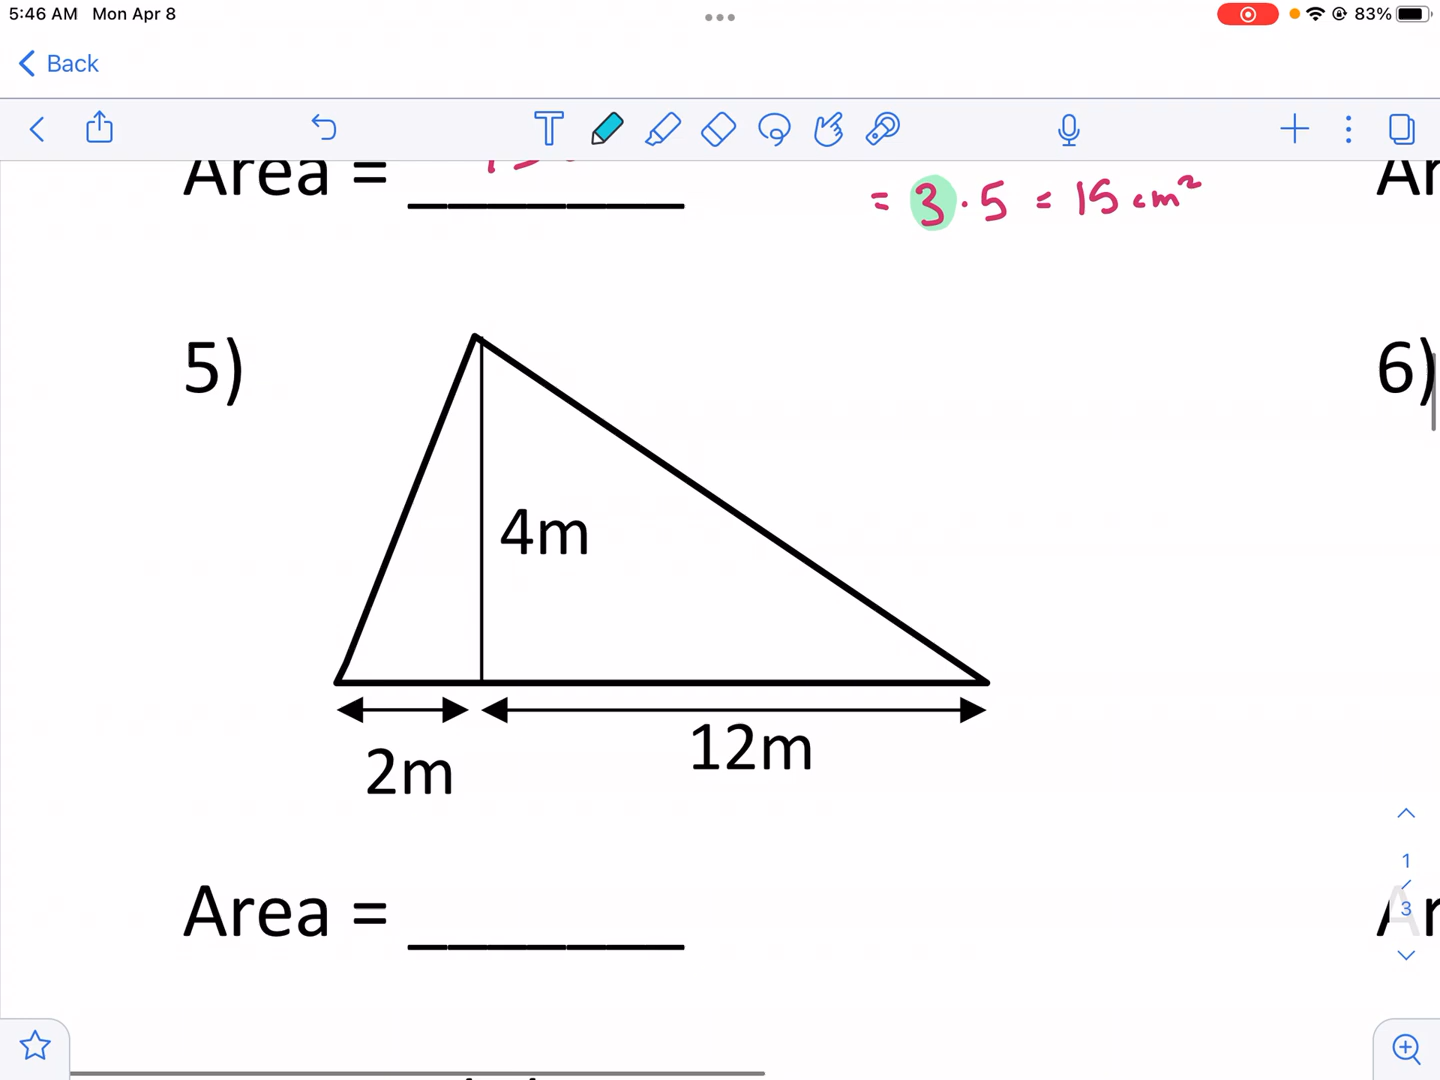 5:46 AM Mon Apr 8
83%
Back
T
Area =
= 3 · 5 = 15 cm²
5)
6)
4m
2m
12m
Area =
1
3